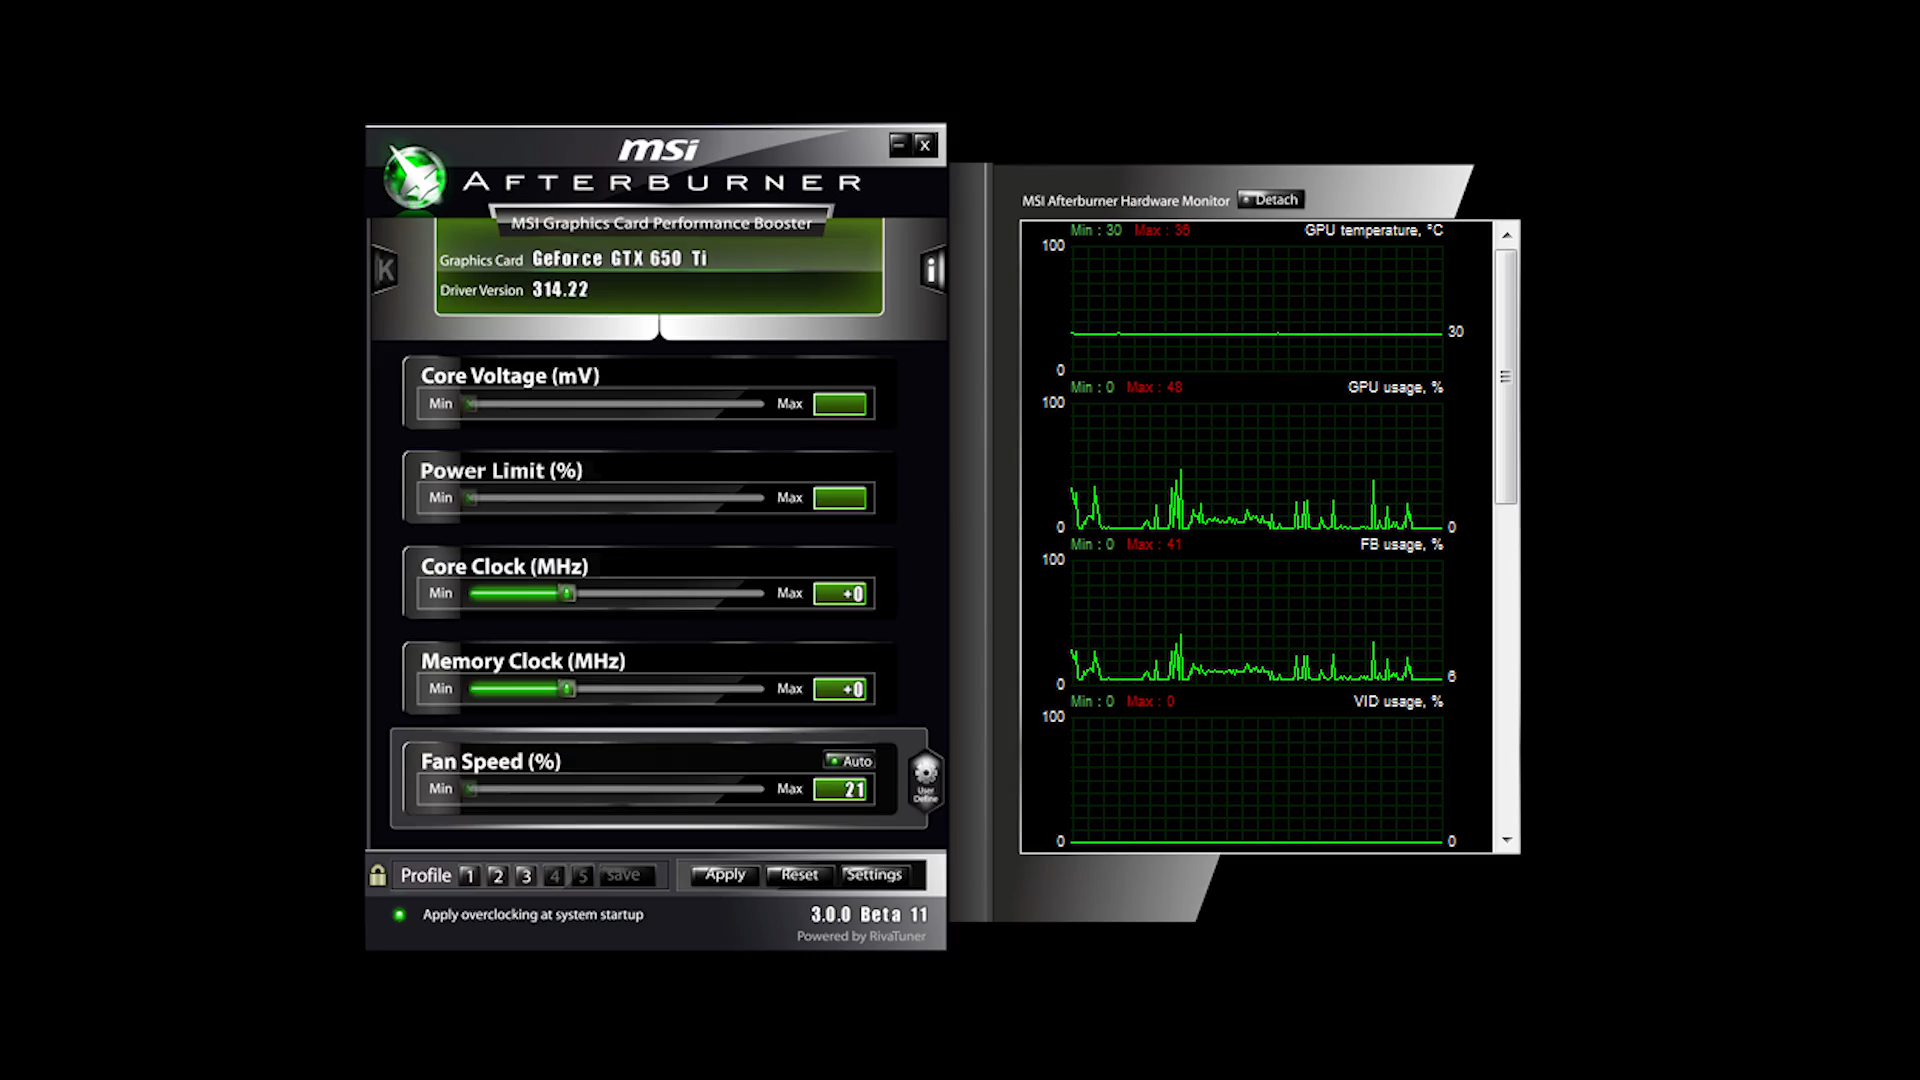 msi
AFTERBURNER
MSI Graphics Card Performance Booster
K
Graphics Card GeForce GTX 650 Ti
i
Driver Version 314.22
Core Voltage (mV)
Min Max
Power Limit (%)
Min Max
Core Clock (MHz)
Min Max +0
Memory Clock (MHz)
Min Max +0
Fan Speed (%) Auto
Min Max 21
User
Define
Profile 1 2 3 4 5 save Apply Reset Settings
Apply overclocking at system startup 3.0.0 Beta 11
Powered by RivaTuner
MSI Afterburner Hardware Monitor Detach
Min : 30 Max : 36 GPU temperature, °C
100
30
0
Min : 0 Max : 48 GPU usage, %
100
0 0
Min : 0 Max : 41 FB usage, %
100
6
0
Min : 0 Max : 0 VID usage, %
100
0 0